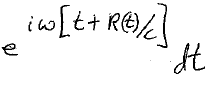 e^{iω[t + R(t)/c]} dt